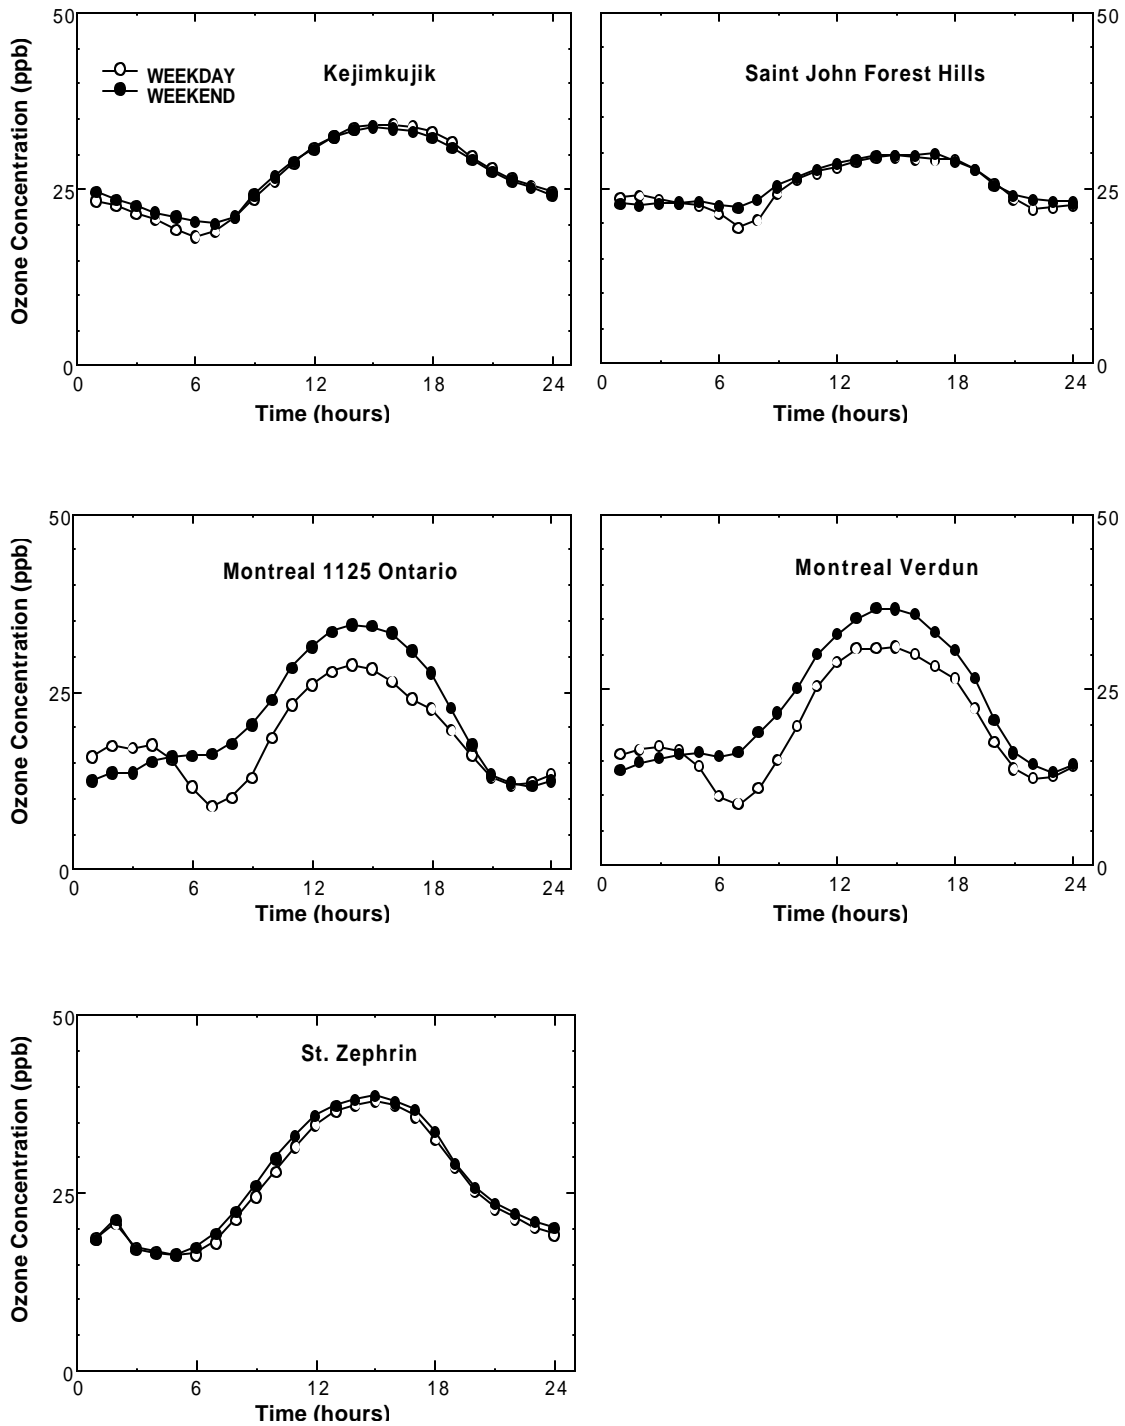 50
50
Ozone Concentration (ppb)
WEEKDAY
WEEKEND
Kejimkujik
Saint John Forest Hills
25
25
0
0
0 6 12 18 24
0 6 12 18 24
Time (hours)
Time (hours)
50
50
Ozone Concentration (ppb)
Montreal 1125 Ontario
Montreal Verdun
25
25
0
0
0 6 12 18 24
0 6 12 18 24
Time (hours)
Time (hours)
50
Ozone Concentration (ppb)
St. Zephrin
25
0
0 6 12 18 24
Time (hours)